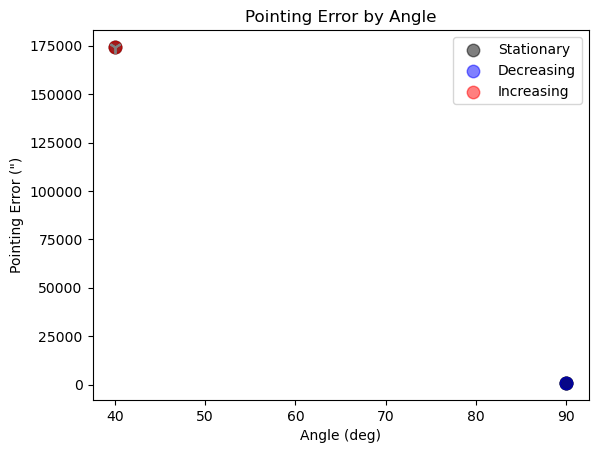 Pointing Error by Angle
Stationary
Decreasing
Increasing
Pointing Error (")
175000
150000
125000
100000
75000
50000
25000
0
40
50
60
70
80
90
Angle (deg)